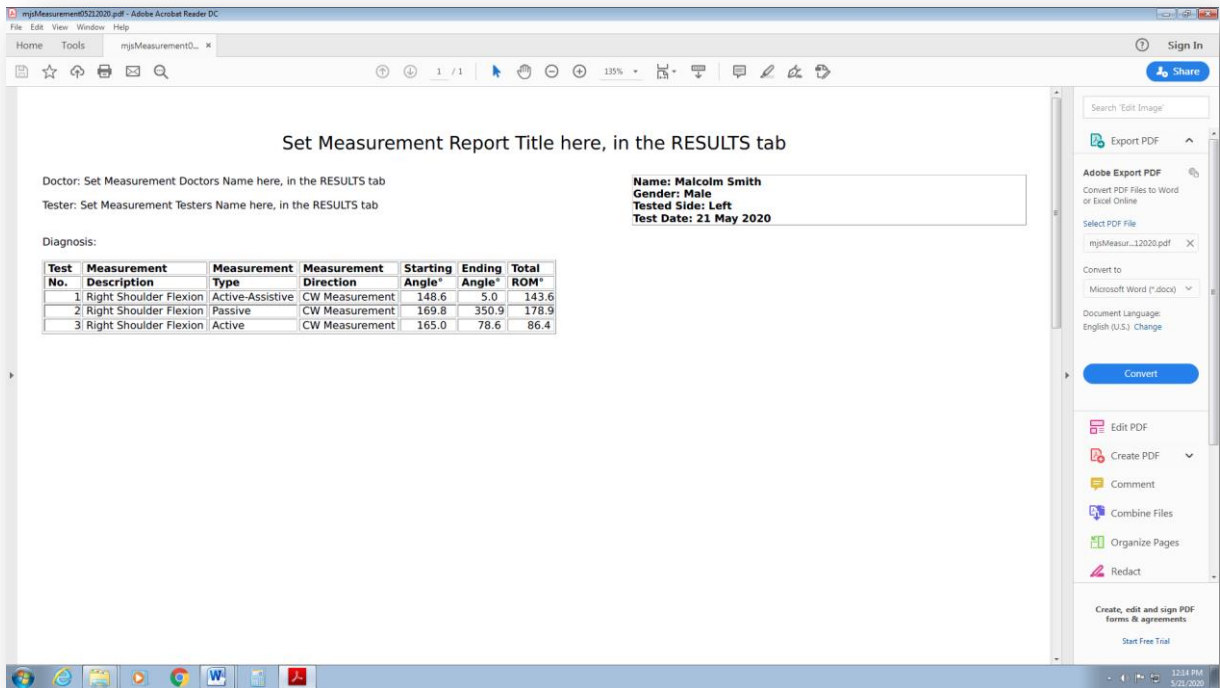 mjsMeasurement05212020.pdf - Adobe Acrobat Reader DC
File Edit View Window Help
Home Tools mjsMeasurement0... × Sign In
1 / 1 135% Share
Search 'Edit Image'
Export PDF
Adobe Export PDF
Convert PDF Files to Word
or Excel Online
Select PDF File
mjsMeasur...12020.pdf ×
Convert to
Microsoft Word (*.docx)
Document Language:
English (U.S.) Change
Convert
Edit PDF
Create PDF
Comment
Combine Files
Organize Pages
Redact
Create, edit and sign PDF
forms & agreements
Start Free Trial
Set Measurement Report Title here, in the RESULTS tab
Doctor: Set Measurement Doctors Name here, in the RESULTS tab
Tester: Set Measurement Testers Name here, in the RESULTS tab
Name: Malcolm Smith
Gender: Male
Tested Side: Left
Test Date: 21 May 2020
Diagnosis:
Test Measurement Measurement Measurement Starting Ending Total
No. Description Type Direction Angle° Angle° ROM°
1 Right Shoulder Flexion Active-Assistive CW Measurement 148.6 5.0 143.6
2 Right Shoulder Flexion Passive CW Measurement 169.8 350.9 178.9
3 Right Shoulder Flexion Active CW Measurement 165.0 78.6 86.4
12:14 PM
5/21/2020